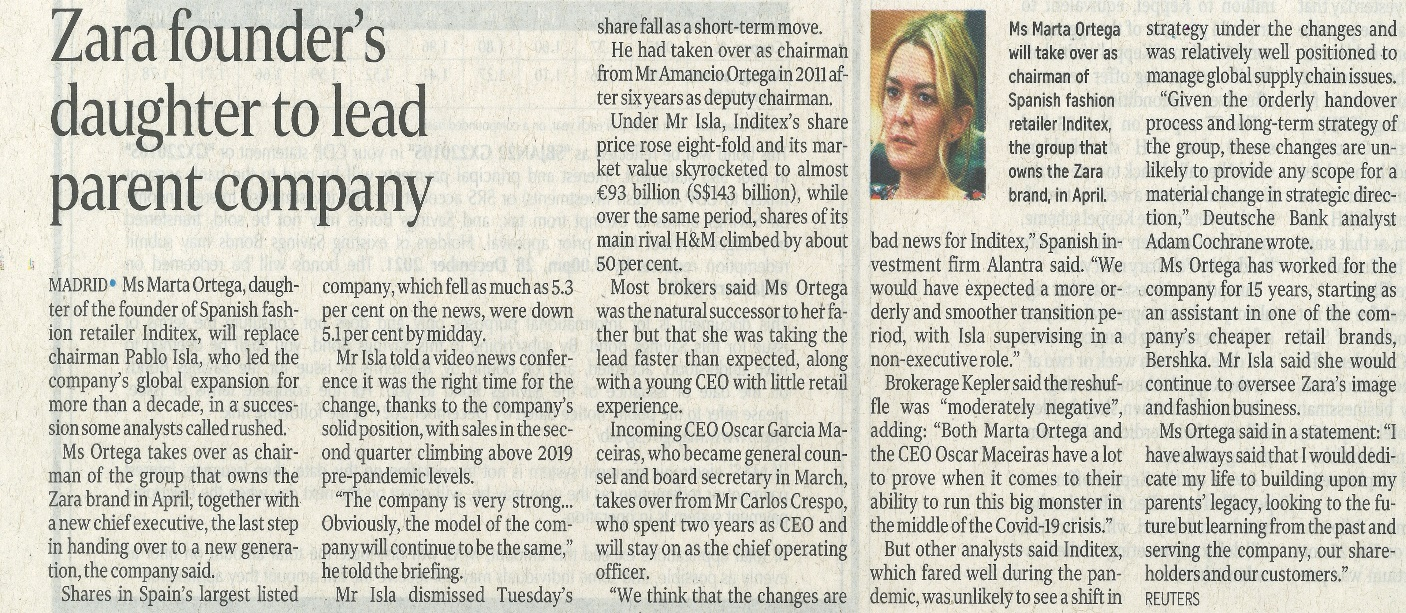 Zara founder's
daughter to lead
parent company
MADRID• Ms Marta Ortega, daugh-
ter of the founder of Spanish fash-
ion retailer Inditex, will replace
chairman Pablo Isla, who led the
company's global expansion for
more than a decade, in a succes-
sion some analysts called rushed.
Ms Ortega takes over as chair-
man of the group that owns the
Zara brand in April, together with
a new chief executive, the last step
in handing over to a new genera-
tion, the company said.
Shares in Spain's largest listed
company, which fell as much as 5.3
per cent on the news, were down
5.1 per cent by midday.
Mr Isla told a video news confer-
ence it was the right time for the
change, thanks to the company's
solid position, with sales in the sec-
ond quarter climbing above 2019
pre-pandemic levels.
"The company is very strong...
Obviously, the model of the com-
pany will continue to be the same,"
he told the briefing.
Mr Isla dismissed Tuesday's
share fall as a short-term move.
He had taken over as chairman
from Mr Amancio Ortega in 2011 af-
ter six years as deputy chairman.
Under Mr Isla, Inditex's share
price rose eight-fold and its mar-
ket value skyrocketed to almost
€93 billion (S$143 billion), while
over the same period, shares of its
main rival H&M climbed by about
50 per cent.
Most brokers said Ms Ortega
was the natural successor to her fa-
ther but that she was taking the
lead faster than expected, along
with a young CEO with little retail
experience.
Incoming CEO Oscar Garcia Ma-
ceiras, who became general coun-
sel and board secretary in March,
takes over from Mr Carlos Crespo,
who spent two years as CEO and
will stay on as the chief operating
officer.
"We think that the changes are
Ms Marta Ortega
will take over as
chairman of
Spanish fashion
retailer Inditex,
the group that
owns the Zara
brand, in April.
bad news for Inditex," Spanish in-
vestment firm Alantra said. "We
would have expected a more or-
derly and smoother transition pe-
riod, with Isla supervising in a
non-executive role."
Brokerage Kepler said the reshuf-
fle was "moderately negative",
adding: "Both Marta Ortega and
the CEO Oscar Maceiras have a lot
to prove when it comes to their
ability to run this big monster in
the middle of the Covid-19 crisis."
But other analysts said Inditex,
which fared well during the pan-
demic, was unlikely to see a shift in
strategy under the changes and
was relatively well positioned to
manage global supply chain issues.
"Given the orderly handover
process and long-term strategy of
the group, these changes are un-
likely to provide any scope for a
material change in strategic direc-
tion," Deutsche Bank analyst
Adam Cochrane wrote.
Ms Ortega has worked for the
company for 15 years, starting as
an assistant in one of the com-
pany's cheaper retail brands,
Bershka. Mr Isla said she would
continue to oversee Zara's image
and fashion business.
Ms Ortega said in a statement: "I
have always said that I would dedi-
cate my life to building upon my
parents' legacy, looking to the fu-
ture but learning from the past and
serving the company, our share-
holders and our customers."
REUTERS